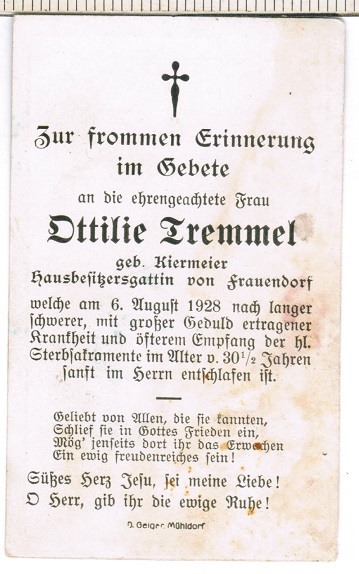 Zur frommen Erinnerung
im Gebete
an die ehrengeachtete Frau
Ottilie Tremmel
geb. Kiermeier
Hausbesitzersgattin von Frauendorf
welche am 6. August 1928 nach langer
schwerer, mit großer Geduld ertragener
Krankheit und öfterem Empfang der hl.
Sterbsakramente im Alter v. 30 1/2 Jahren
sanft im Herrn entschlafen ist.
Geliebt von Allen, die sie kannten,
Schlief sie in Gottes Frieden ein,
Mög' jenseits dort ihr das Erwachen
Ein ewig freudenreiches sein!
Süßes Herz Jesu, sei meine Liebe!
O Herr, gib ihr die ewige Ruhe!
D. Geiger, Mühldorf